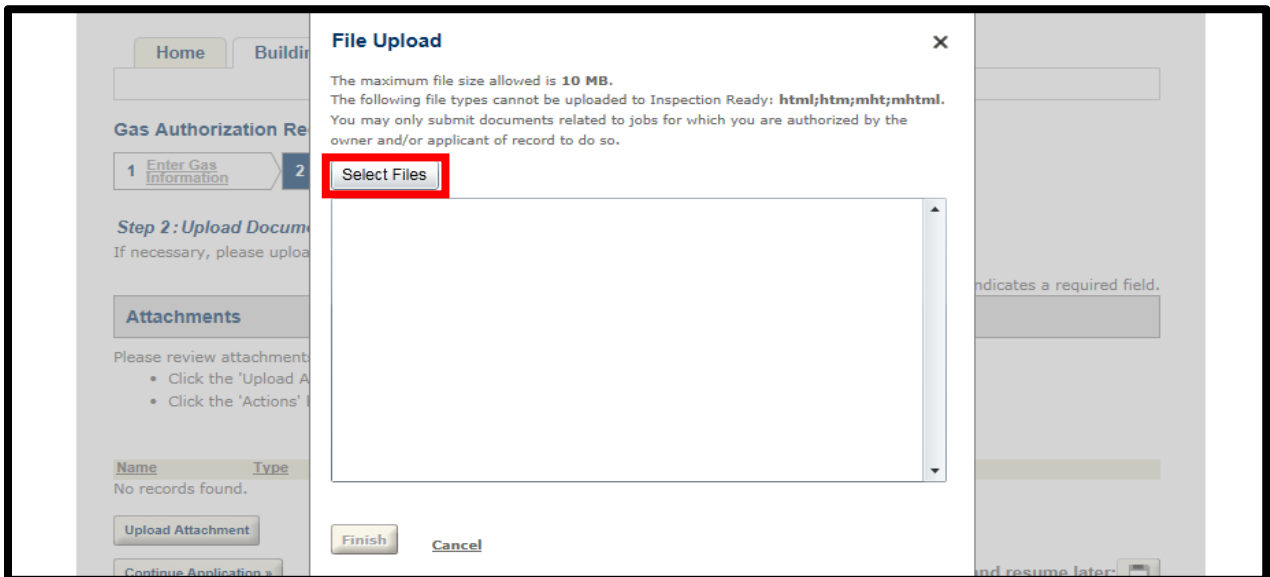 File Upload
×
The maximum file size allowed is 10 MB.
The following file types cannot be uploaded to Inspection Ready: html;htm;mht;mhtml.
You may only submit documents related to jobs for which you are authorized by the
owner and/or applicant of record to do so.
Select Files
Finish
Cancel
Home
Buildin
Gas Authorization Re
1 Enter Gas
Information
2
Step 2: Upload Docume
If necessary, please uploa
ndicates a required field.
Attachments
Please review attachments
• Click the 'Upload A
• Click the 'Actions'
Name Type
No records found.
Upload Attachment
Continue Application »
nd resume later: